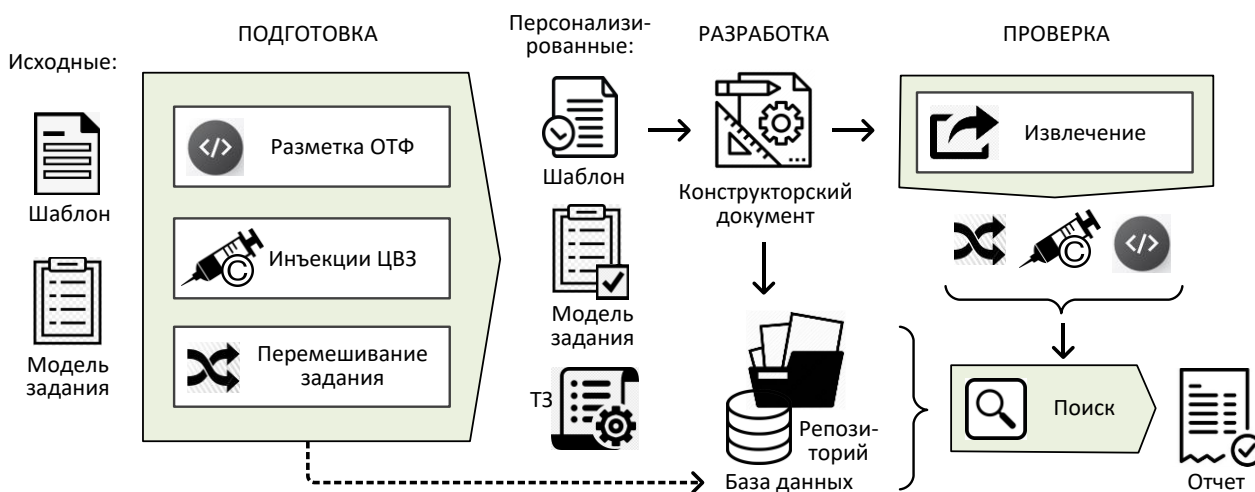 ПОДГОТОВКА
Исходные:
Шаблон
Модель
задания
</>
Разметка ОТФ
C
Инъекции ЦВЗ
Перемешивание
задания
Персонализи-
рованные:
Шаблон
Модель
задания
ТЗ
РАЗРАБОТКА
Конструкторский
документ
Репози-
торий
База данных
ПРОВЕРКА
Извлечение
C
</>
Поиск
Отчет